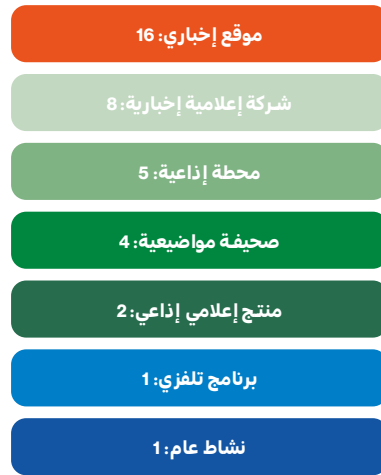 موقع إخباري: 16
شركة إعلامية إخبارية: 8
محطة إذاعية: 5
صحيفة مواضيعية: 4
منتج إعلامي إذاعي: 2
برنامج تلفزي: 1
نشاط عام: 1